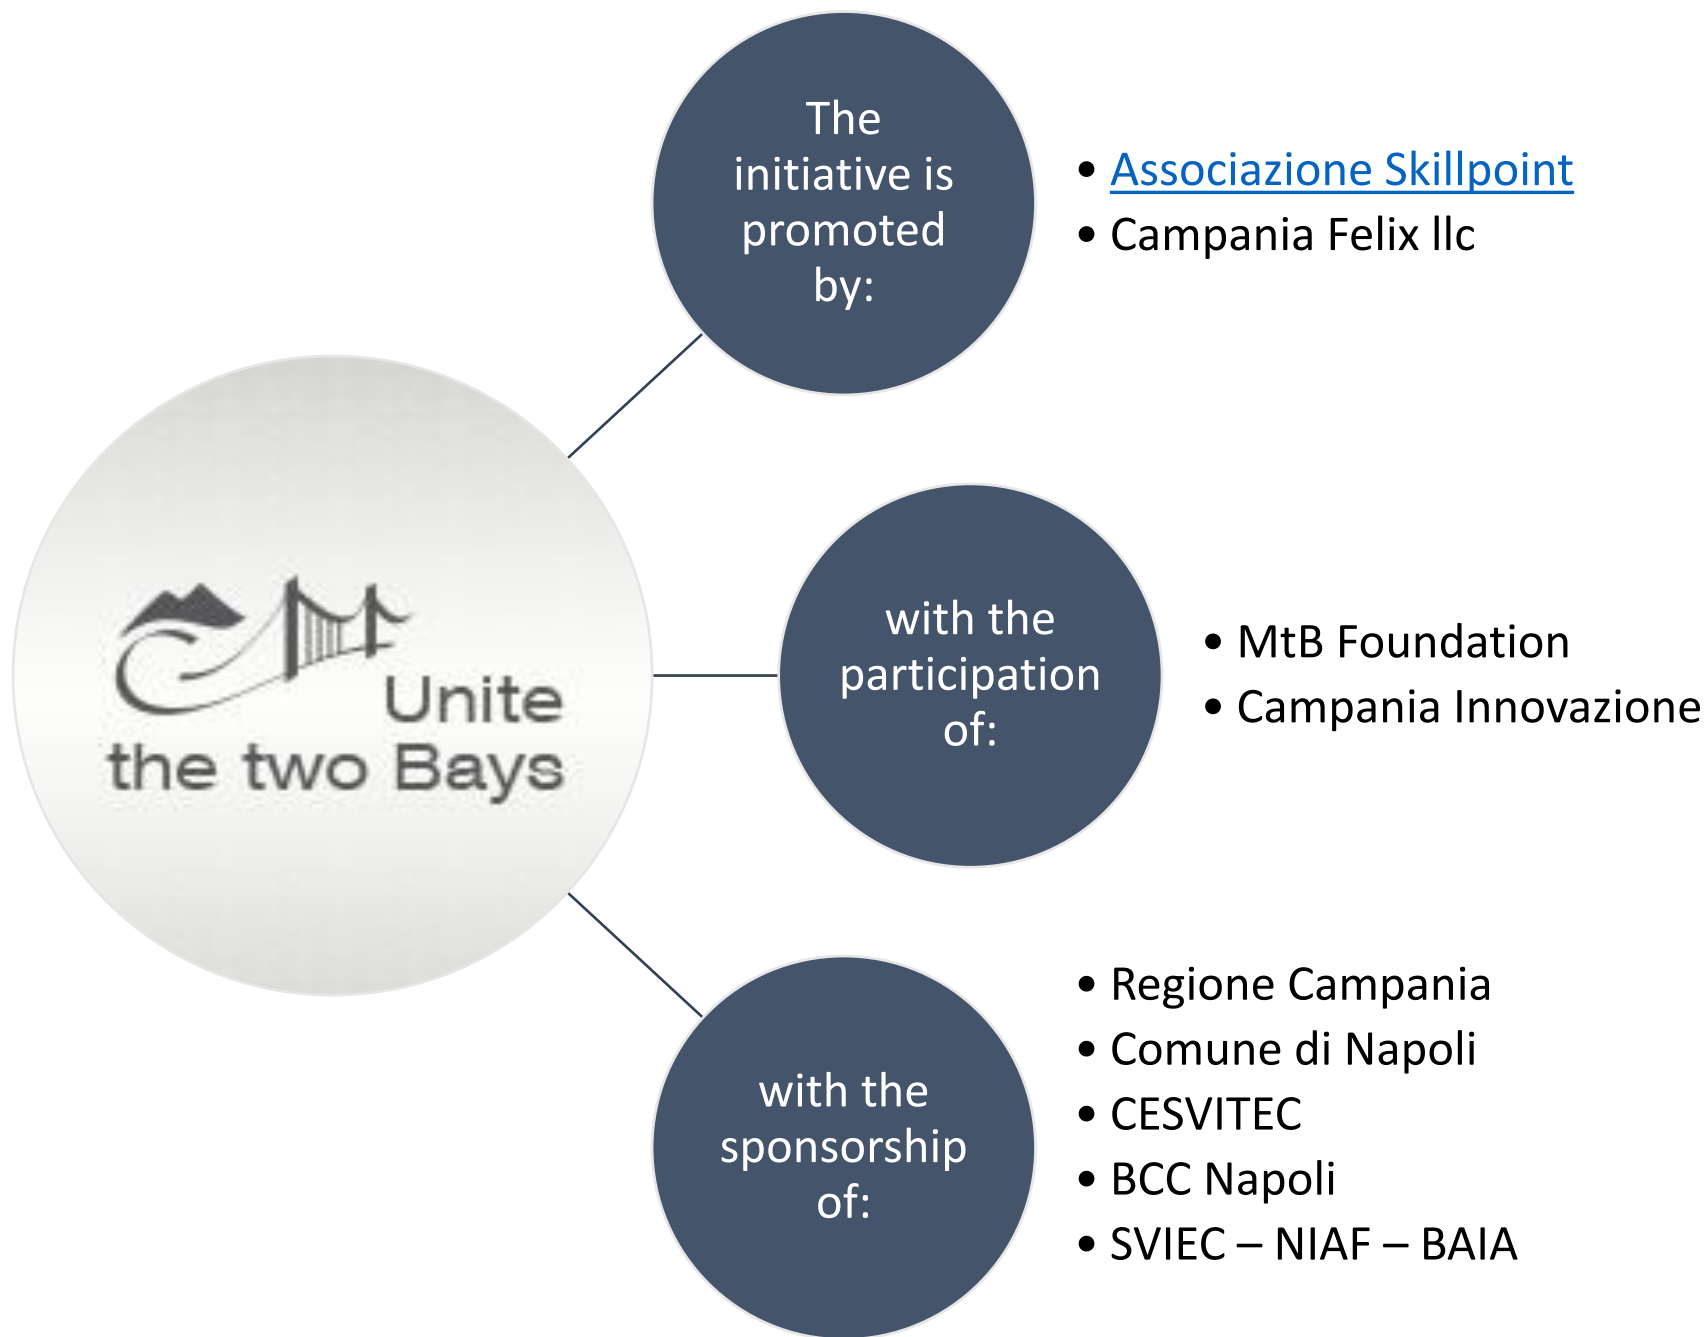 The
initiative is
promoted
by:
• Associazione Skillpoint
• Campania Felix llc
Unite
the two Bays
with the
participation
of:
• MtB Foundation
• Campania Innovazione
with the
sponsorship
of:
• Regione Campania
• Comune di Napoli
• CESVITEC
• BCC Napoli
• SVIEC – NIAF – BAIA